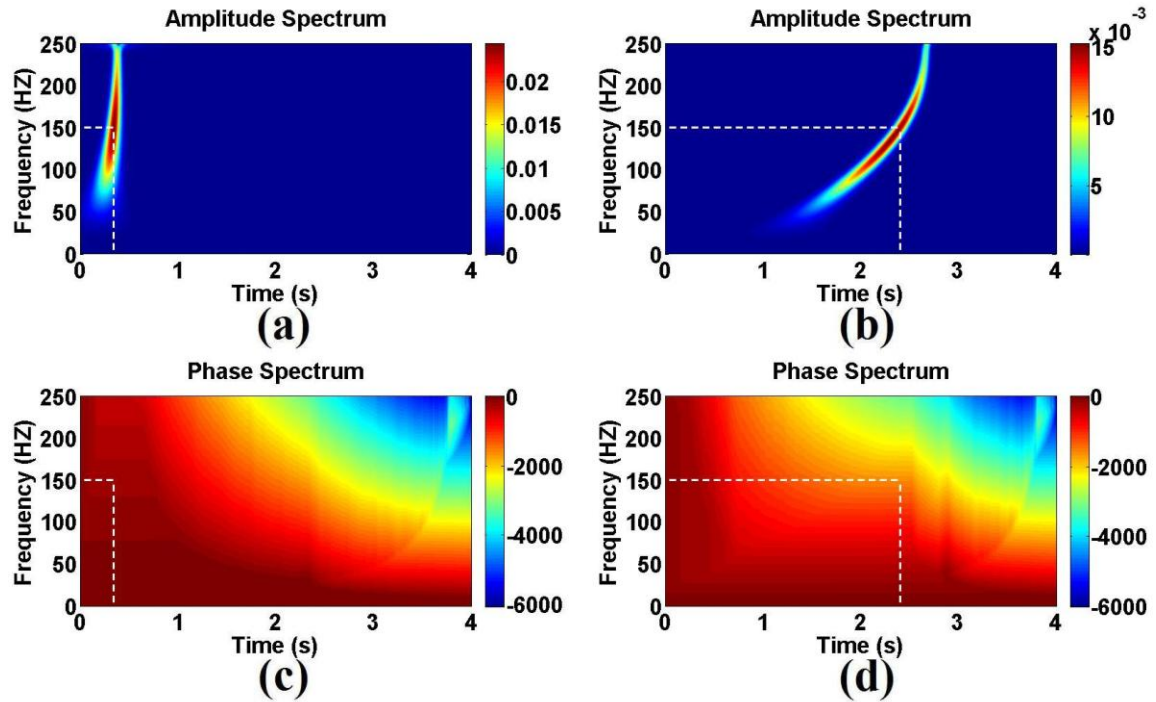 Amplitude Spectrum
Frequency (HZ)
250
200
150
100
50
0
0 1 2 3 4
Time (s)
0.02
0.015
0.01
0.005
0
(a)
Amplitude Spectrum
x 10^-3
Frequency (HZ)
250
200
150
100
50
0
0 1 2 3 4
Time (s)
15
10
5
(b)
Phase Spectrum
Frequency (HZ)
250
200
150
100
50
0
0 1 2 3 4
Time (s)
0
-2000
-4000
-6000
(c)
Phase Spectrum
Frequency (HZ)
250
200
150
100
50
0
0 1 2 3 4
Time (s)
0
-2000
-4000
-6000
(d)